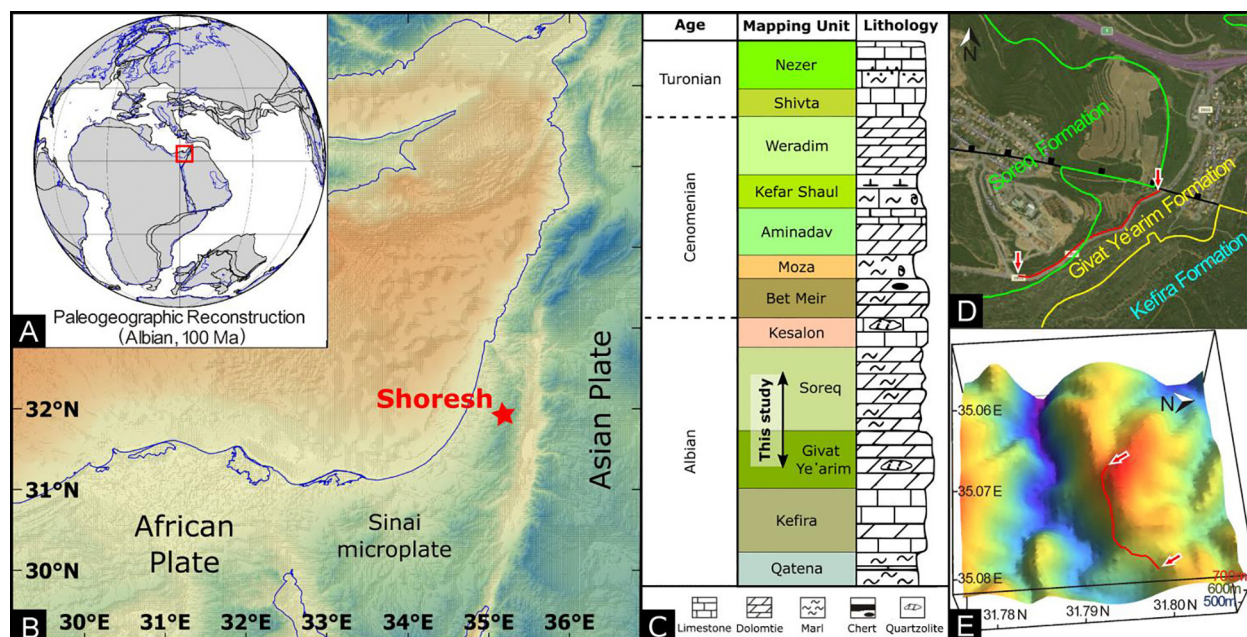 A
Paleogeographic Reconstruction
(Albian, 100 Ma)
B
32°N
31°N
30°N
30°E
31°E
32°E
33°E
34°E
35°E
36°E
Shoresh
African
Plate
Sinai
microplate
Asian Plate
C
Age
Mapping Unit
Lithology
Turonian
Nezer
Shivta
Cenomenian
Weradim
Kefar Shaul
Aminadav
Moza
Bet Meir
Albian
Kesalon
Soreq
This study
Givat
Ye'arim
Kefira
Qatena
Limestone
Dolomtie
Marl
Chert
Quartzolite
D
N
Soreq Formation
Givat Ye'arim Formation
Kefira Formation
E
N
35.06
35.07
35.08E
31.78
31.79 N
31.80 N
700m
600m
500m